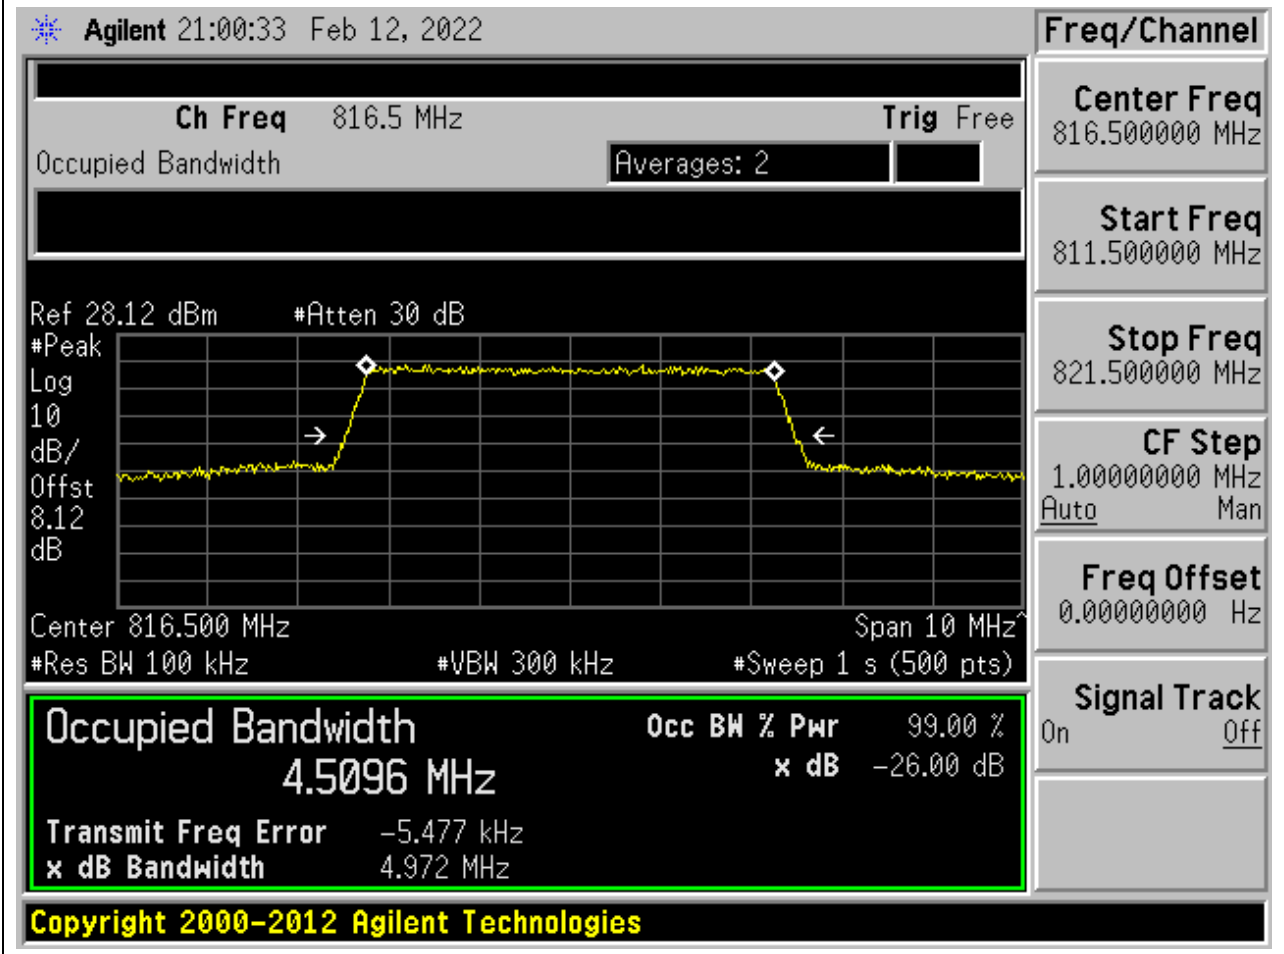 Agilent 21:00:33 Feb 12, 2022
Freq/Channel
Ch Freq 816.5 MHz Trig Free
Occupied Bandwidth Averages: 2
Ref 28.12 dBm #Atten 30 dB
#Peak
Log
10
dB/
Offst
8.12
dB
Center 816.500 MHz Span 10 MHz^
#Res BW 100 kHz #VBW 300 kHz #Sweep 1 s (500 pts)
Occupied Bandwidth Occ BW % Pwr 99.00 %
4.5096 MHz x dB -26.00 dB
Transmit Freq Error -5.477 kHz
x dB Bandwidth 4.972 MHz
Copyright 2000-2012 Agilent Technologies
Center Freq
816.500000 MHz
Start Freq
811.500000 MHz
Stop Freq
821.500000 MHz
CF Step
1.00000000 MHz
Auto Man
Freq Offset
0.00000000 Hz
Signal Track
On Off